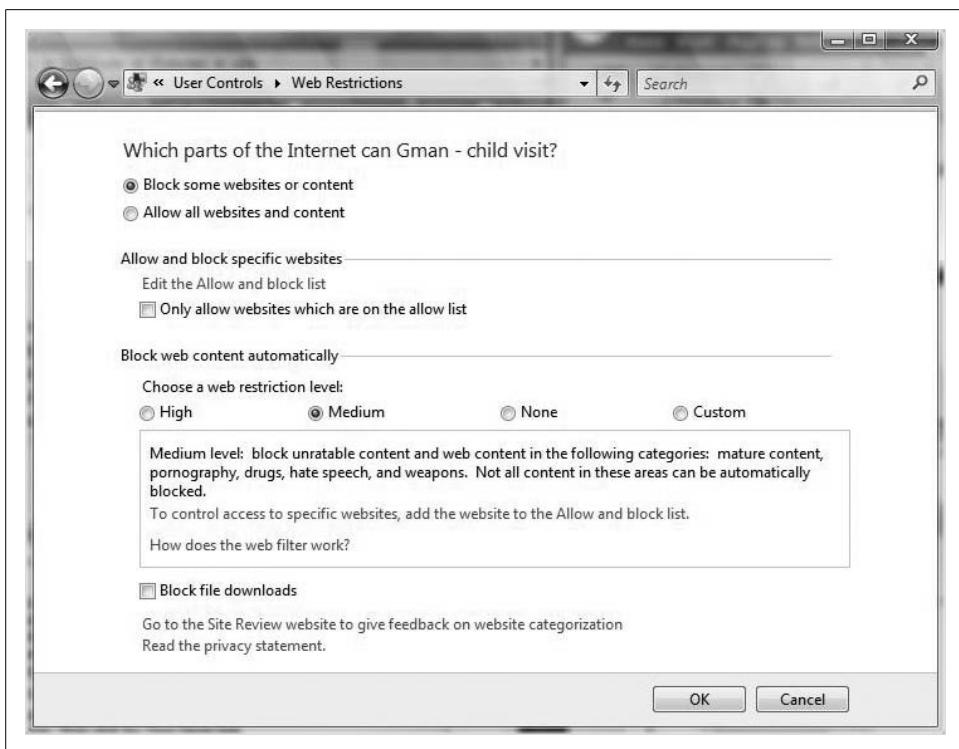 « User Controls ▸ Web Restrictions
Search
Which parts of the Internet can Gman - child visit?
Block some websites or content
Allow all websites and content
Allow and block specific websites
Edit the Allow and block list
Only allow websites which are on the allow list
Block web content automatically
Choose a web restriction level:
High Medium None Custom
Medium level: block unratable content and web content in the following categories: mature content,
pornography, drugs, hate speech, and weapons. Not all content in these areas can be automatically
blocked.
To control access to specific websites, add the website to the Allow and block list.
How does the web filter work?
Block file downloads
Go to the Site Review website to give feedback on website categorization
Read the privacy statement.
OK Cancel